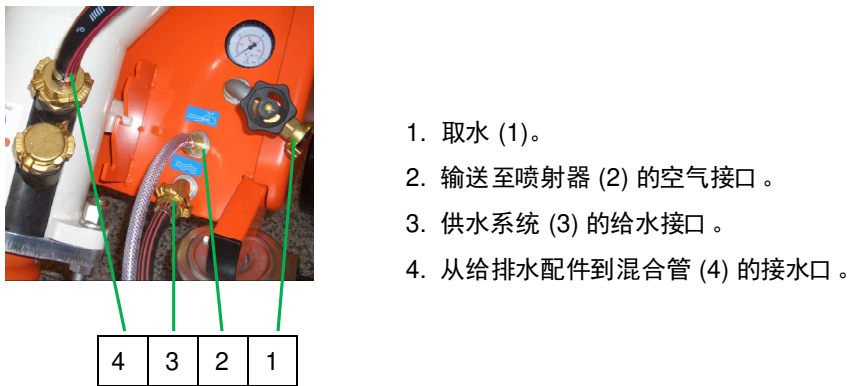 1. 取水 (1)。
2. 输送至喷射器 (2) 的空气接口 。
3. 供水系统 (3) 的给水接口 。
4. 从给排水配件到混合管 (4) 的接水口 。
4 3 2 1